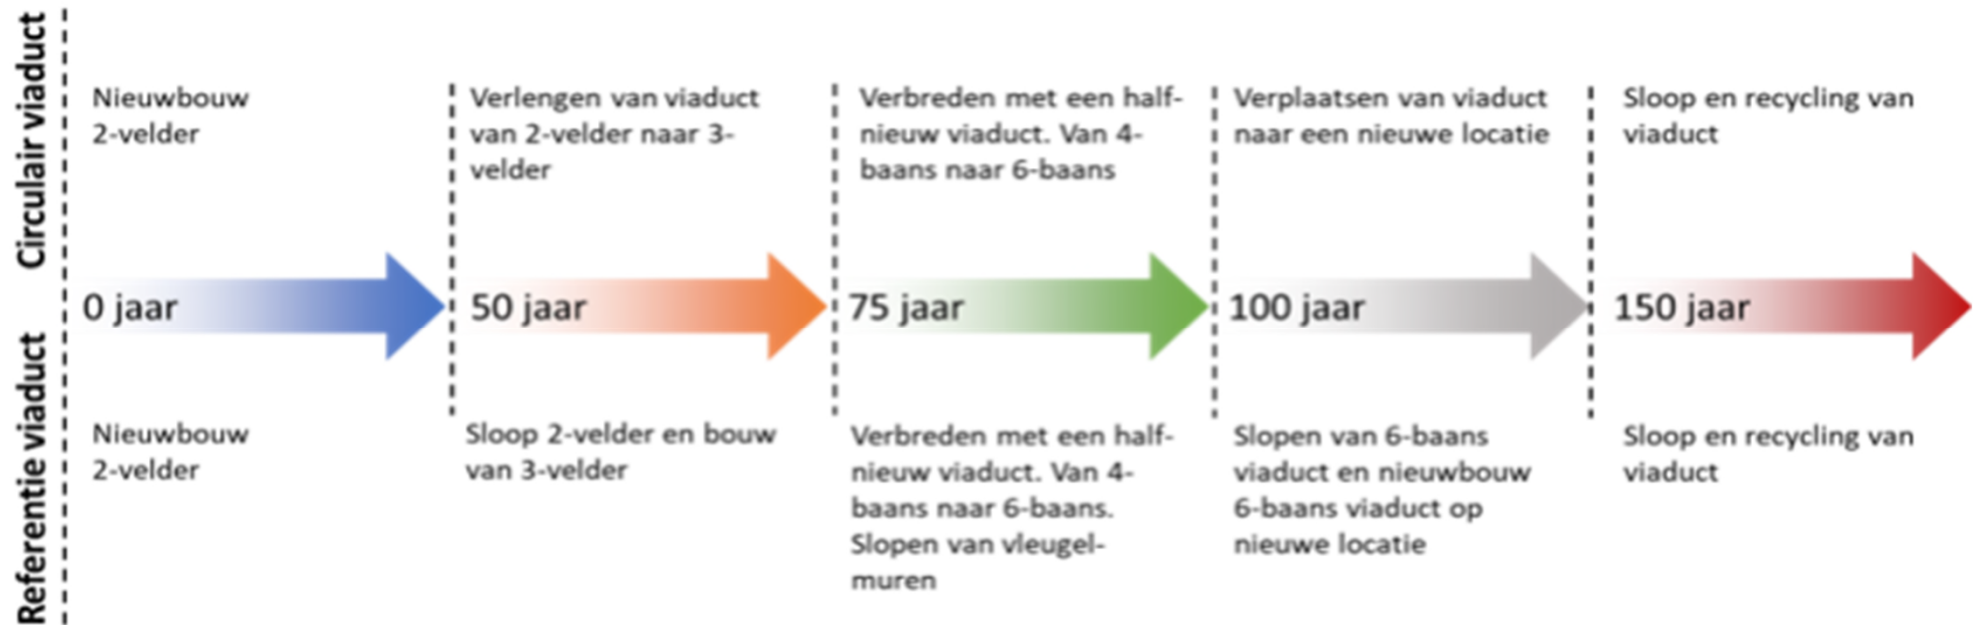 Circulair viaduct
Nieuwbouw
2-velder
Verlengen van viaduct
van 2-velder naar 3-
velder
Verbreden met een half-
nieuw viaduct. Van 4-
baans naar 6-baans
Verplaatsen van viaduct
naar een nieuwe locatie
Sloop en recycling van
viaduct
0 jaar
50 jaar
75 jaar
100 jaar
150 jaar
Referentie viaduct
Nieuwbouw
2-velder
Sloop 2-velder en bouw
van 3-velder
Verbreden met een half-
nieuw viaduct. Van 4-
baans naar 6-baans.
Slopen van vleugel-
muren
Slopen van 6-baans
viaduct en nieuwbouw
6-baans viaduct op
nieuwe locatie
Sloop en recycling van
viaduct